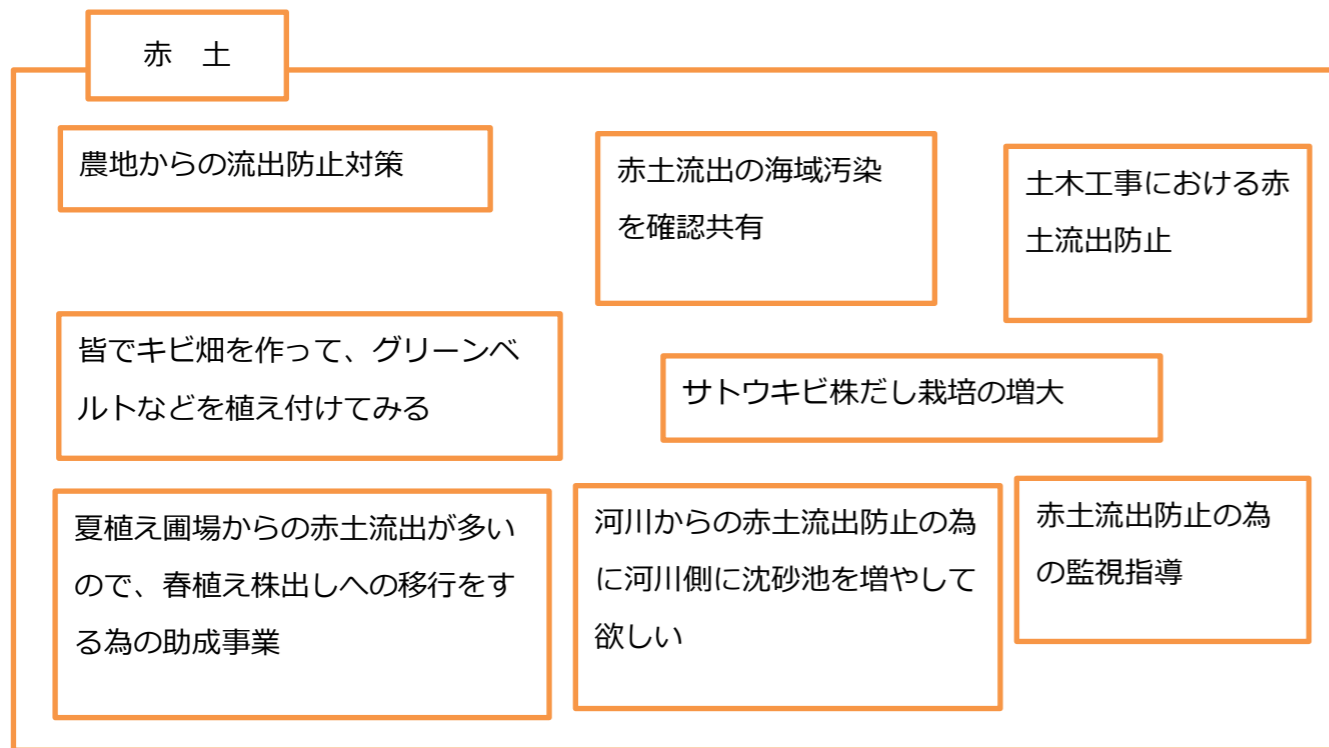 赤　土
農地からの流出防止対策
赤土流出の海域汚染
を確認共有
土木工事における赤
土流出防止
皆でキビ畑を作って、グリーンベ
ルトなどを植え付けてみる
サトウキビ株だし栽培の増大
夏植え圃場からの赤土流出が多い
ので、春植え株出しへの移行をす
る為の助成事業
河川からの赤土流出防止の為
に河川側に沈砂池を増やして
欲しい
赤土流出防止の為
の監視指導